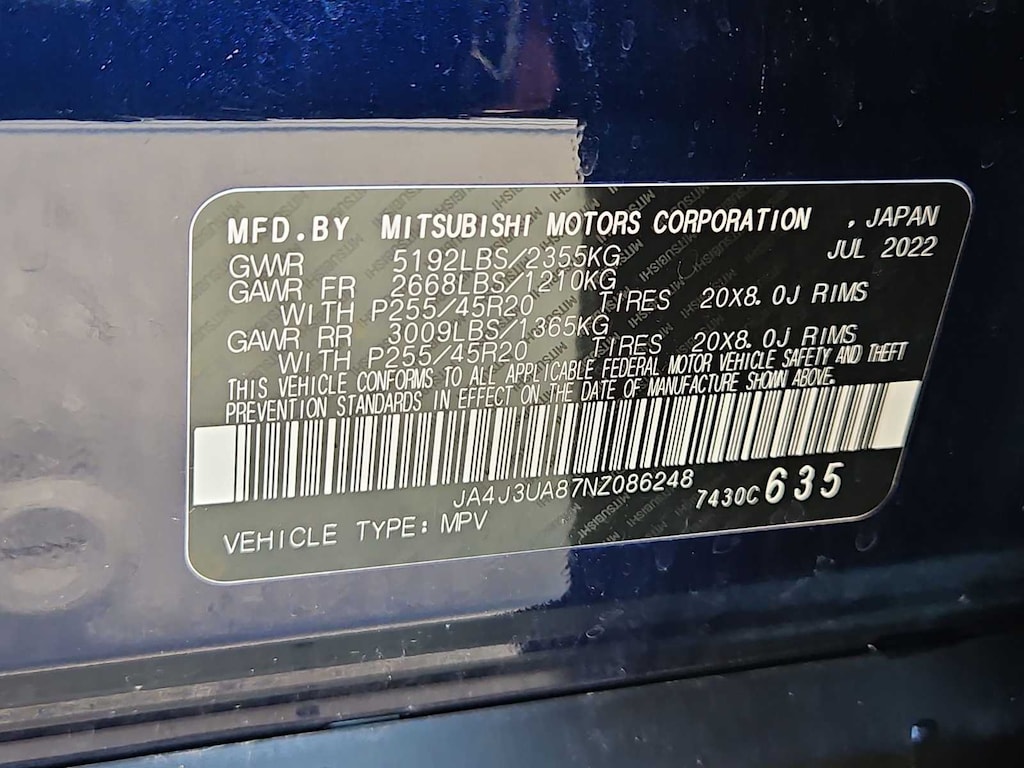 MFD.BY MITSUBISHI MOTORS CORPORATION , JAPAN
GVWR 5192LBS/2355KG JUL 2022
GAWR FR 2668LBS/1210KG
WITH P255/45R20 TIRES 20X8.0J RIMS
GAWR RR 3009LBS/1365KG
WITH P255/45R20 TIRES 20X8.0J RIMS
THIS VEHICLE CONFORMS TO ALL APPLICABLE FEDERAL MOTOR VEHICLE SAFETY AND THEFT
PREVENTION STANDARDS IN EFFECT ON THE DATE OF MANUFACTURE SHOWN ABOVE.
JA4J3UA87NZ086248 7430C 635
VEHICLE TYPE: MPV